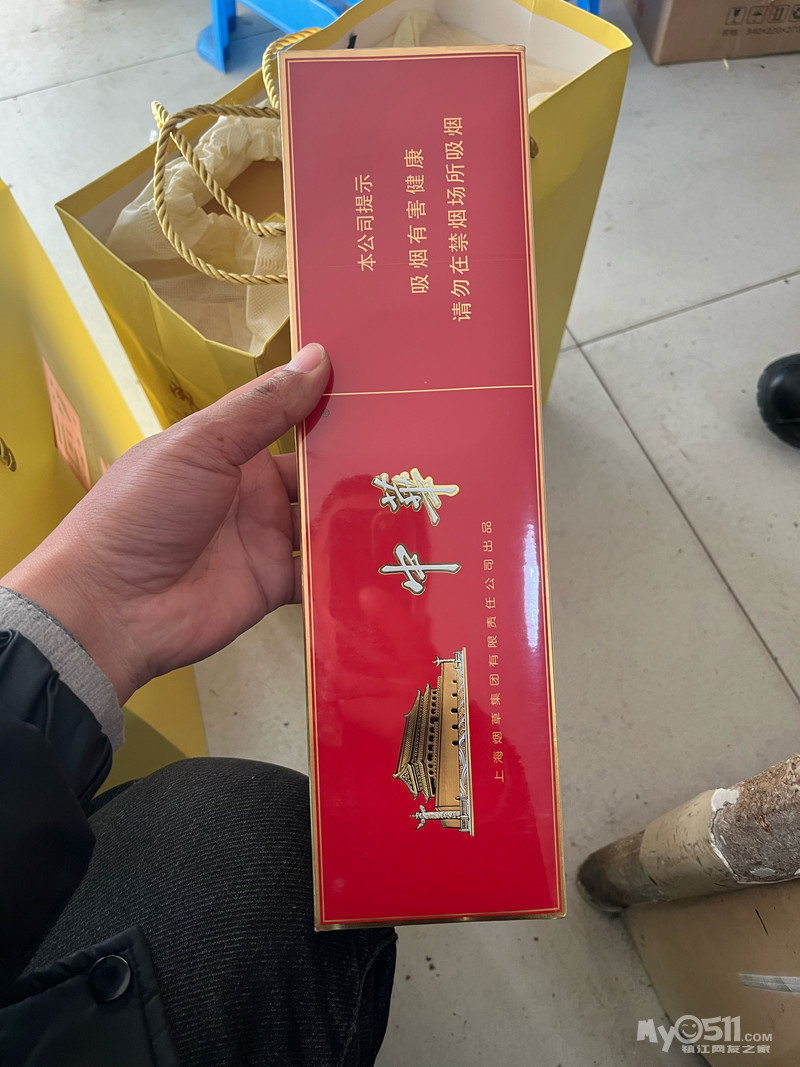 本公司提示
吸烟有害健康
请勿在禁烟场所吸烟
中華
上海烟草集团有限责任公司出品
My0511.COM
镇江网友之家